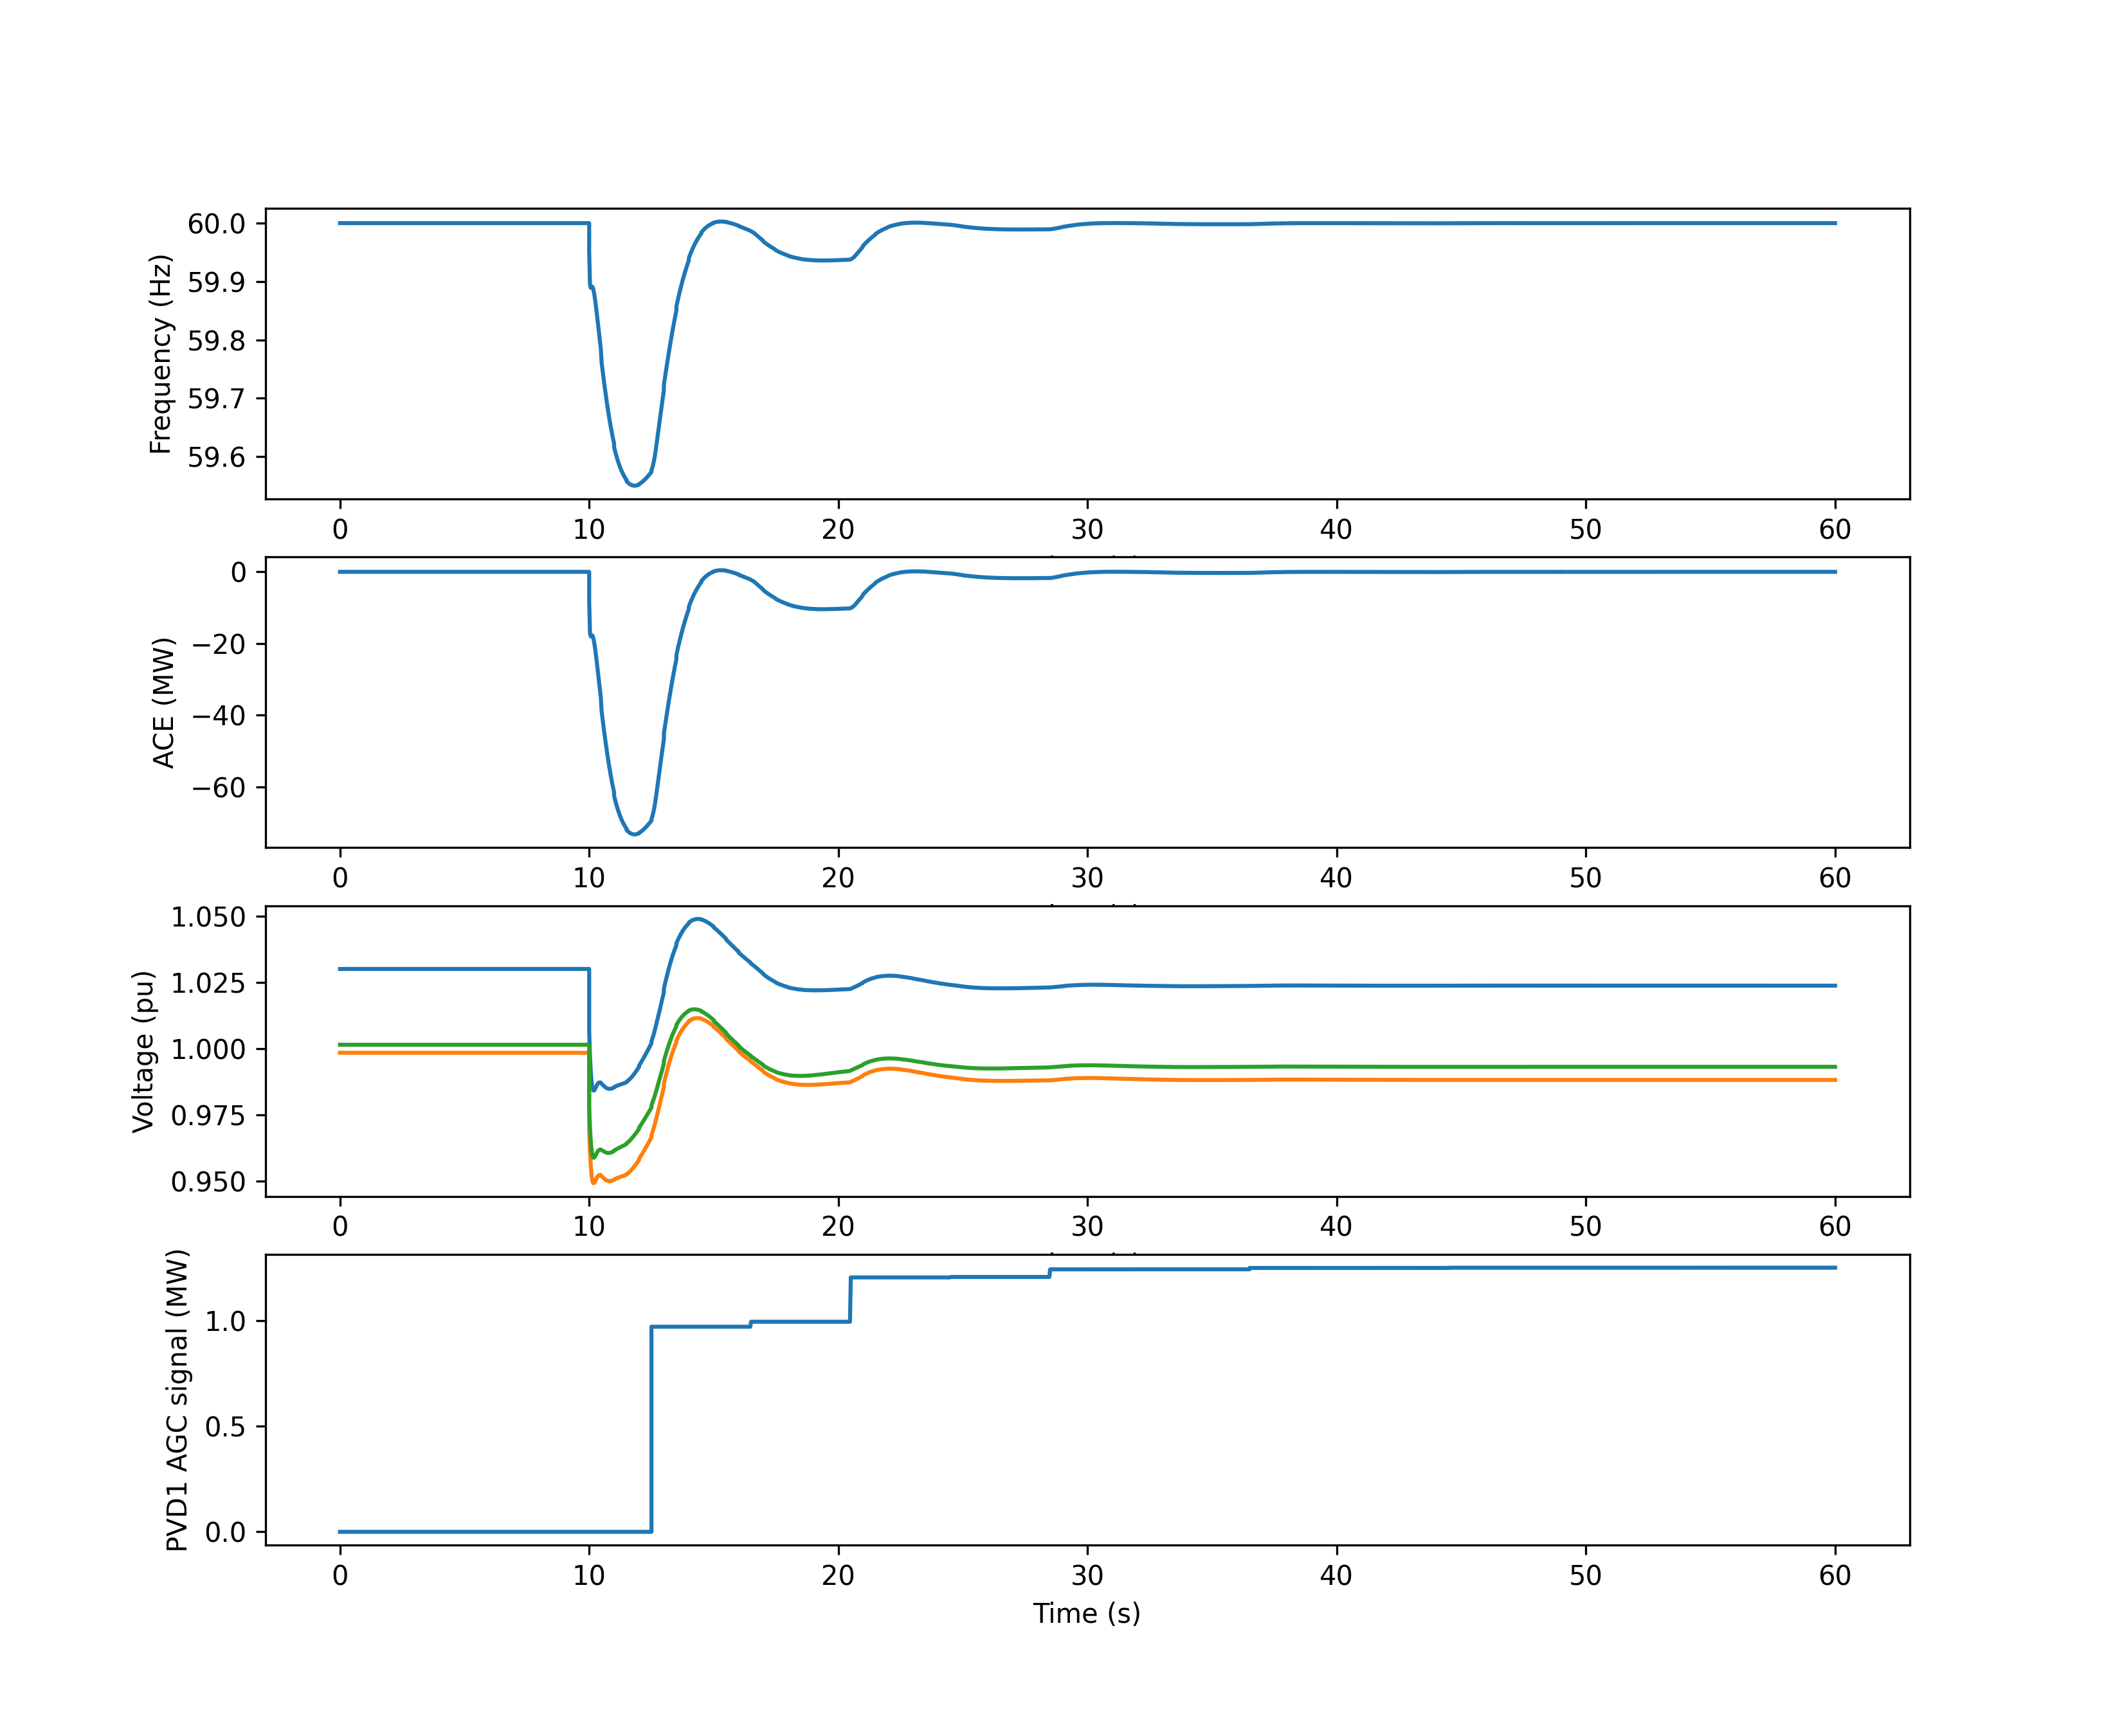 Frequency (Hz)
60.0
59.9
59.8
59.7
59.6
0 10 20 30 40 50 60
ACE (MW)
0
−20
−40
−60
0 10 20 30 40 50 60
Voltage (pu)
1.050
1.025
1.000
0.975
0.950
0 10 20 30 40 50 60
PVD1 AGC signal (MW)
1.0
0.5
0.0
0 10 20 30 40 50 60
Time (s)